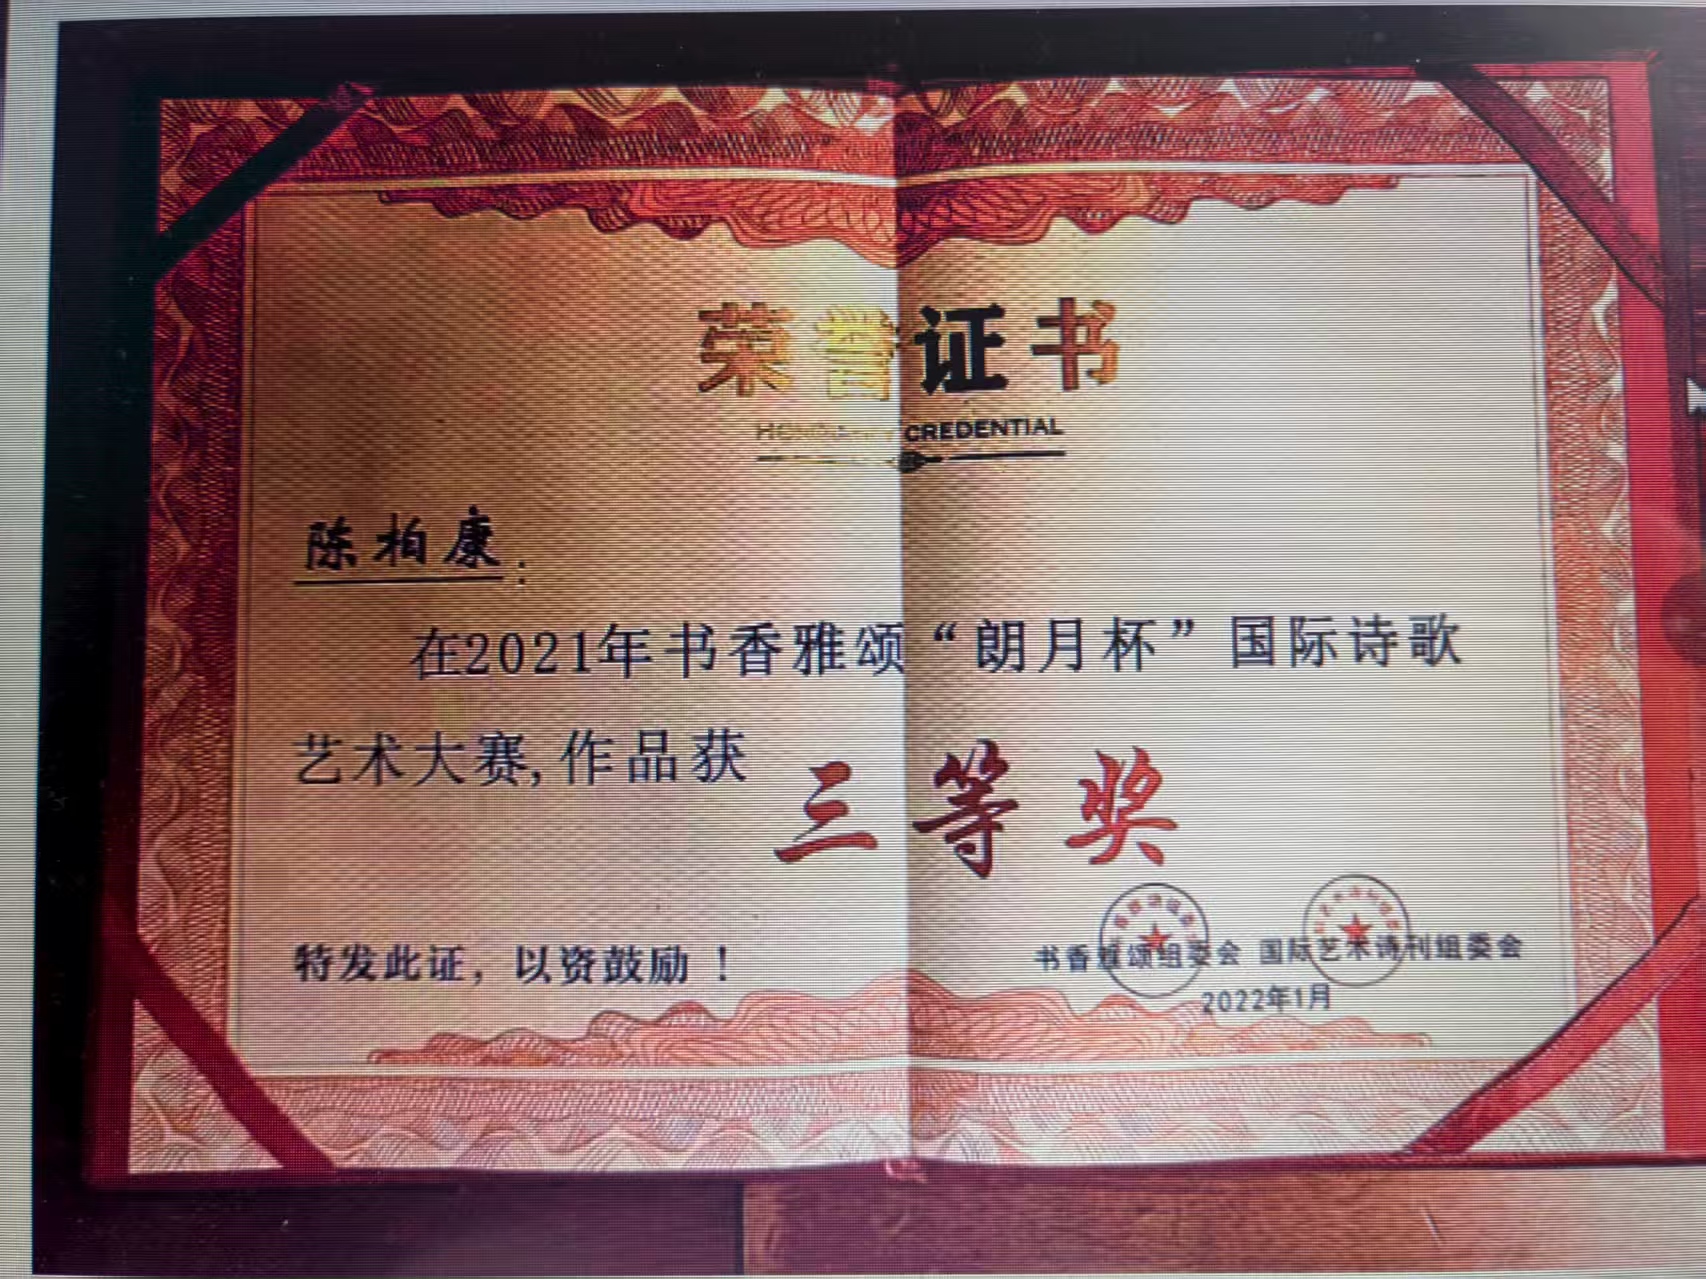 荣誉证书
HONORARY CREDENTIAL
陈柏康：
在2021年书香雅颂“朗月杯”国际诗歌
艺术大赛,作品获
三等奖
特发此证，以资鼓励！
书香雅颂组委会 国际艺术诗刊组委会
2022年1月